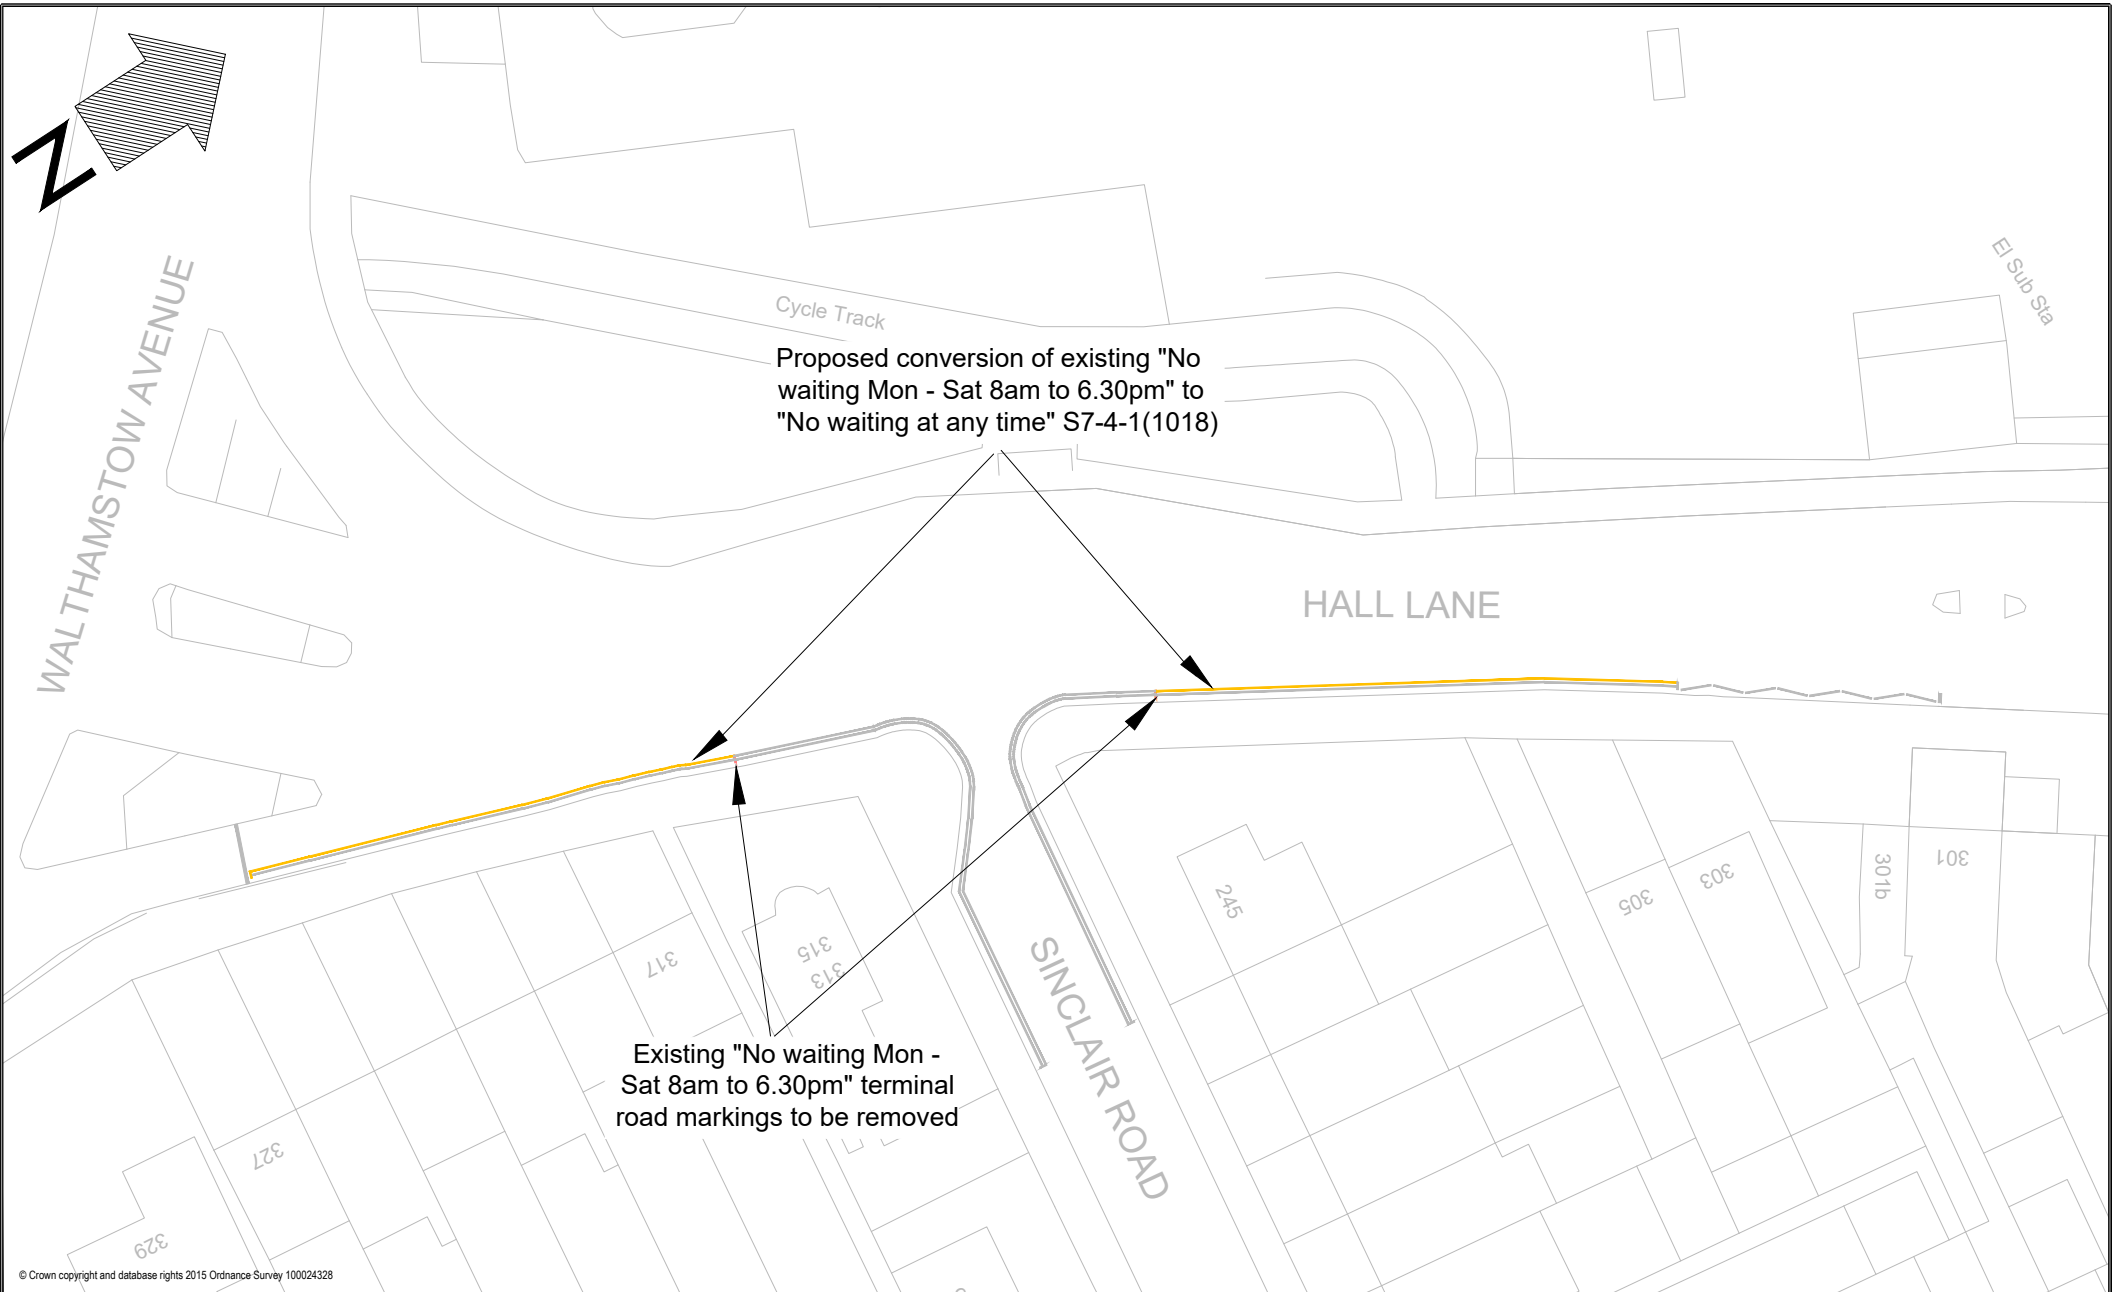 N
WALTHAMSTOW AVENUE
Cycle Track
El Sub Sta
Proposed conversion of existing "No
waiting Mon - Sat 8am to 6.30pm" to
"No waiting at any time" S7-4-1(1018)
HALL LANE
SINCLAIR ROAD
245
305
303
301b
301
317
315
313
327
329
Existing "No waiting Mon -
Sat 8am to 6.30pm" terminal
road markings to be removed
© Crown copyright and database rights 2015 Ordnance Survey 100024328